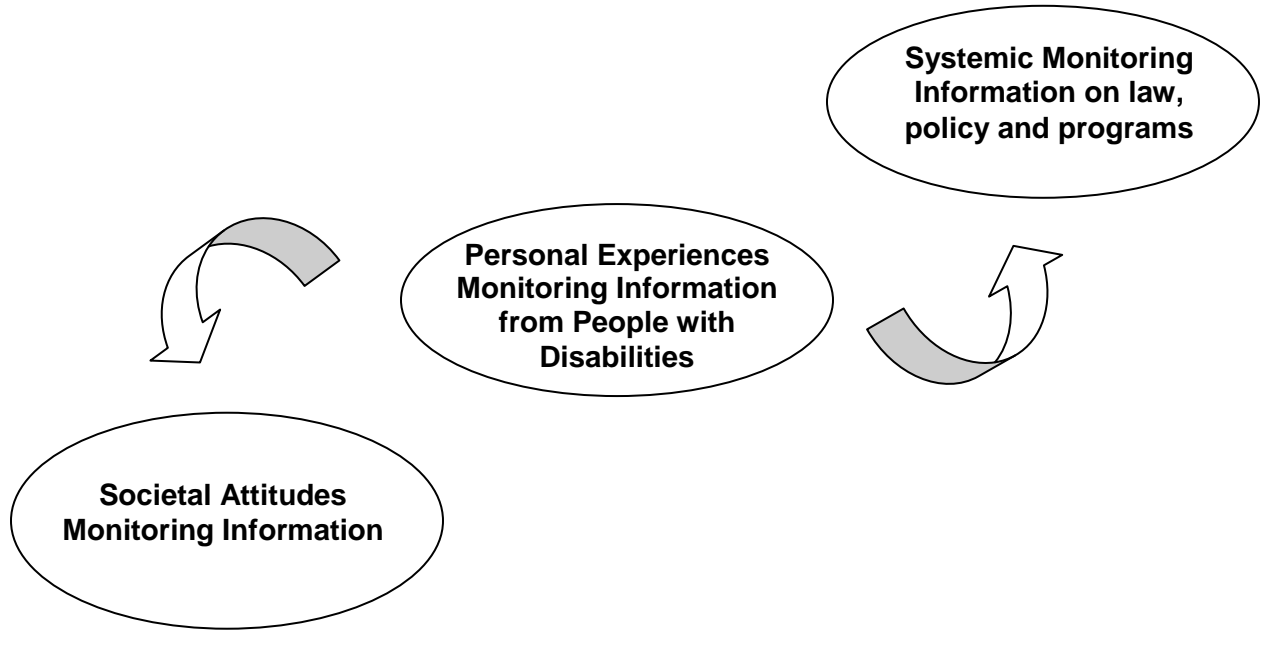 Systemic Monitoring
Information on law,
policy and programs
Personal Experiences
Monitoring Information
from People with
Disabilities
Societal Attitudes
Monitoring Information